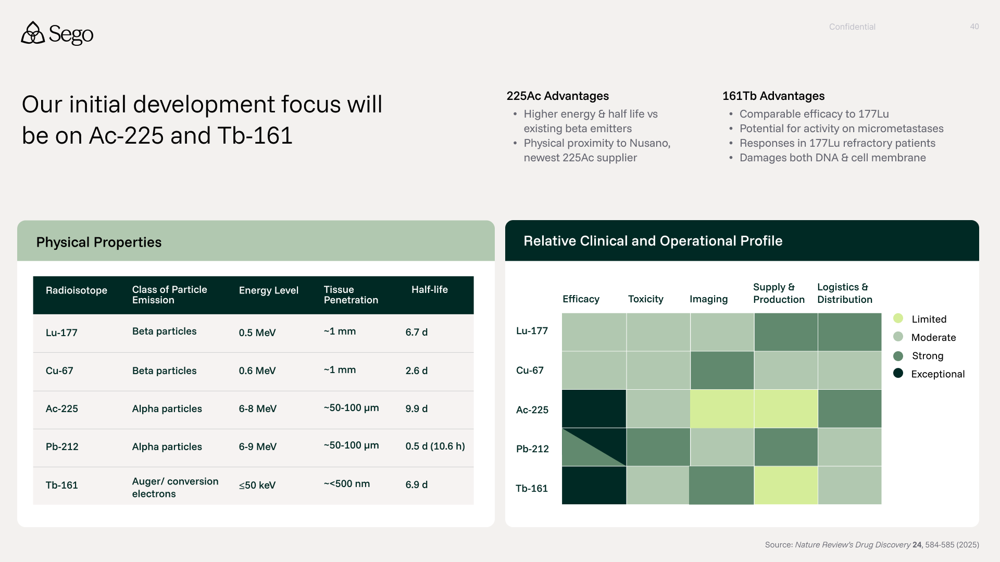 Sego
Confidential
40
Our initial development focus will
be on Ac-225 and Tb-161
225Ac Advantages
• Higher energy & half life vs
existing beta emitters
• Physical proximity to Nusano,
newest 225Ac supplier
161Tb Advantages
• Comparable efficacy to 177Lu
• Potential for activity on micrometastases
• Responses in 177Lu refractory patients
• Damages both DNA & cell membrane
Physical Properties
Radioisotope Class of Particle Energy Level Tissue Half-life
Emission Penetration
Lu-177 Beta particles 0.5 MeV ~1 mm 6.7 d
Cu-67 Beta particles 0.6 MeV ~1 mm 2.6 d
Ac-225 Alpha particles 6-8 MeV ~50-100 µm 9.9 d
Pb-212 Alpha particles 6-9 MeV ~50-100 µm 0.5 d (10.6 h)
Tb-161 Auger/ conversion ≤50 keV ~<500 nm 6.9 d
electrons
Relative Clinical and Operational Profile
Supply & Logistics &
Efficacy Toxicity Imaging Production Distribution
Lu-177
Cu-67
Ac-225
Pb-212
Tb-161
Limited
Moderate
Strong
Exceptional
Source: Nature Review's Drug Discovery 24, 584-585 (2025)